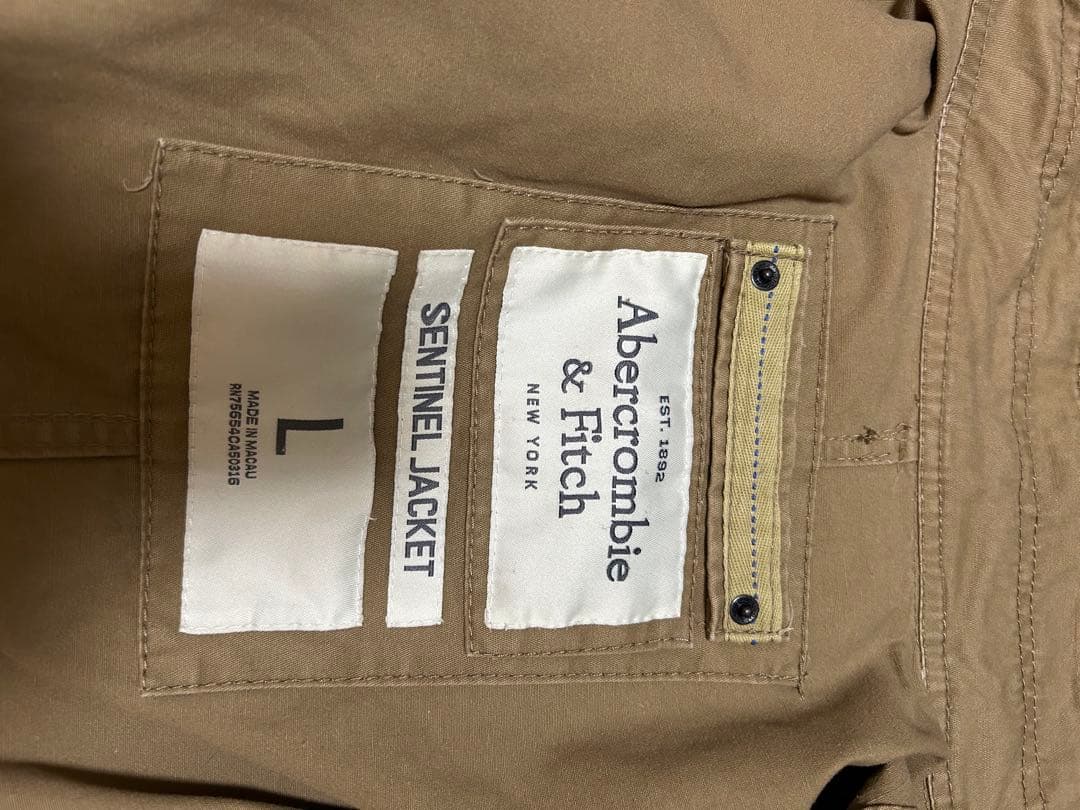 EST. 1892
Abercrombie
& Fitch
NEW YORK
SENTINEL JACKET
L
MADE IN MACAU
RN75654CA50316